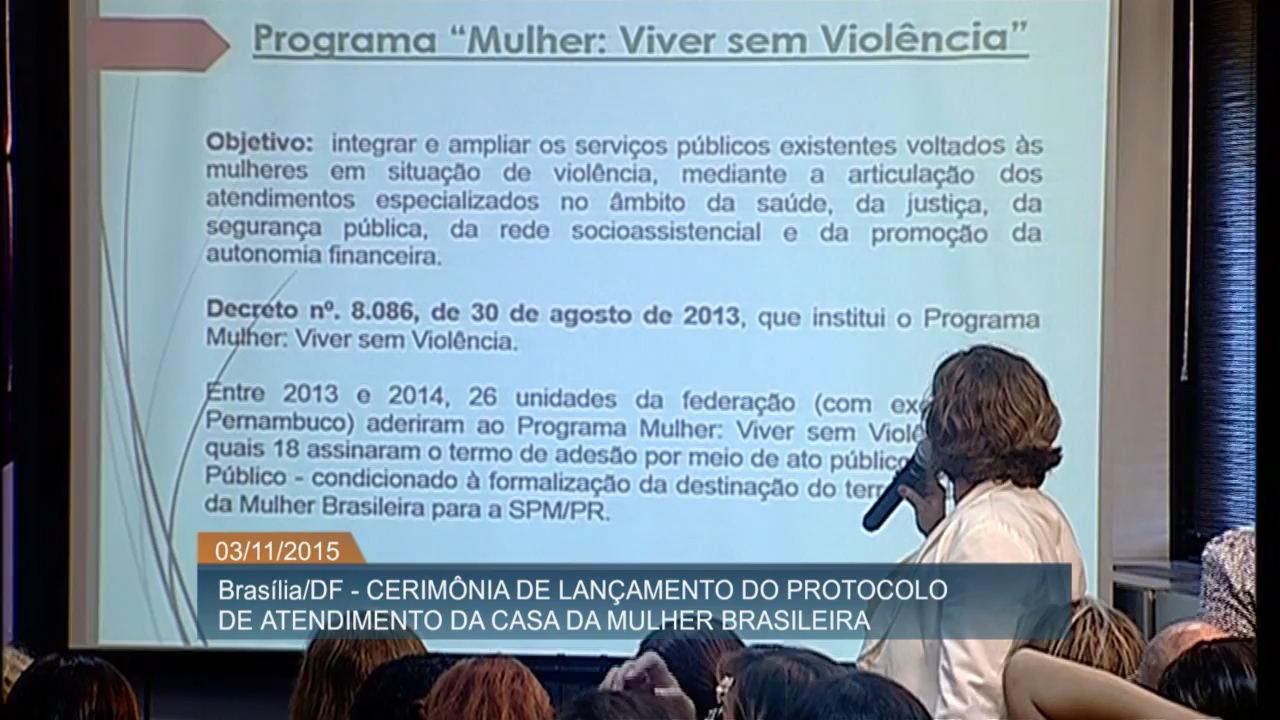 Programa “Mulher: Viver sem Violência”
Objetivo: integrar e ampliar os serviços públicos existentes voltados às
mulheres em situação de violência, mediante a articulação dos
atendimentos especializados no âmbito da saúde, da justiça, da
segurança pública, da rede socioassistencial e da promoção da
autonomia financeira.
Decreto nº. 8.086, de 30 de agosto de 2013, que institui o Programa
Mulher: Viver sem Violência.
Entre 2013 e 2014, 26 unidades da federação (com
Pernambuco) aderiram ao Programa Mulher: Viver sem
quais 18 assinaram o termo de adesão por meio de ato
Público - condicionado à formalização da destinação do
da Mulher Brasileira para a SPM/PR.
03/11/2015
Brasília/DF - CERIMÔNIA DE LANÇAMENTO DO PROTOCOLO
DE ATENDIMENTO DA CASA DA MULHER BRASILEIRA